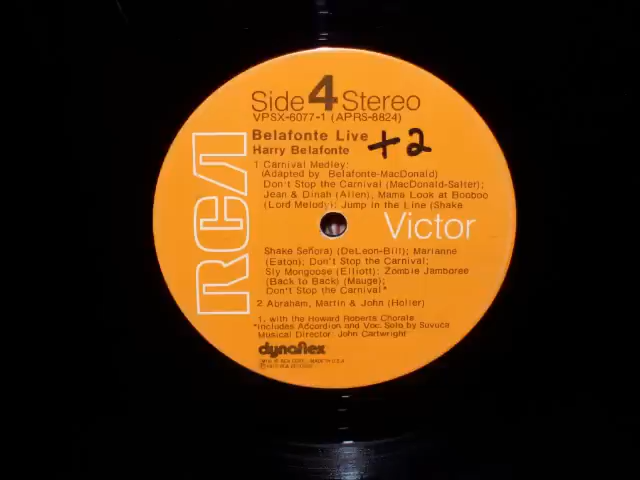 Side 4 Stereo
VPSX-6077-1 (APRS-8824)
Belafonte Live +2
Harry Belafonte
1 Carnival Medley:
(Adapted by Belafonte-MacDonald)
Don't Stop the Carnival (MacDonald-Salter);
Jean & Dinah (Allen), Mama Look at Booboo
(Lord Melody); Jump in the Line (Shake
RCA Victor
Shake Señora) (DeLeon-Bill); Marianne
(Eaton); Don't Stop the Carnival;
Sly Mongoose (Elliott); Zombie Jamboree
(Back to Back) (Mauge);
Don't Stop the Carnival*
2 Abraham, Martin & John (Holler)
1. with the Howard Roberts Chorale
*Includes Accordion and Voc. Solo by Suvuca
Musical Director: John Cartwright
dynaflex
MADE IN U.S.A.